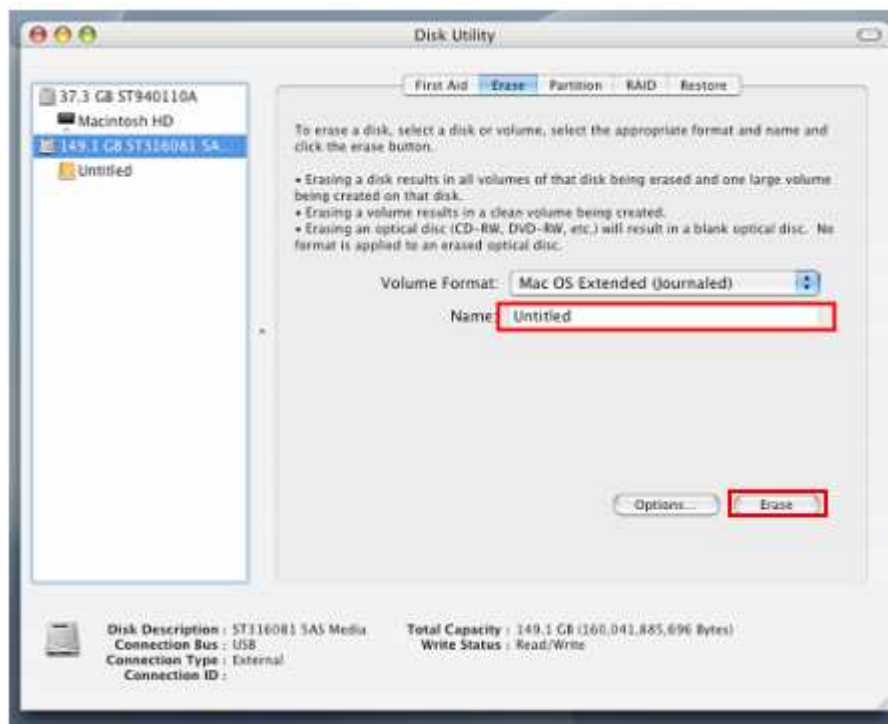 Disk Utility
37.3 GB ST940110A
Macintosh HD
149.1 GB ST316081 SA...
Untitled
First Aid Erase Partition RAID Restore
To erase a disk, select a disk or volume, select the appropriate format and name and
click the erase button.
• Erasing a disk results in all volumes of that disk being erased and one large volume
being created on that disk.
• Erasing a volume results in a clean volume being created.
• Erasing an optical disc (CD-RW, DVD-RW, etc.) will result in a blank optical disc. No
format is applied to an erased optical disc.
Volume Format: Mac OS Extended (Journaled)
Name: Untitled
Options... Erase
Disk Description : ST316081 SAS Media Total Capacity : 149.1 GB (160,041,885,696 Bytes)
Connection Bus : USB Write Status : Read/Write
Connection Type : External
Connection ID :